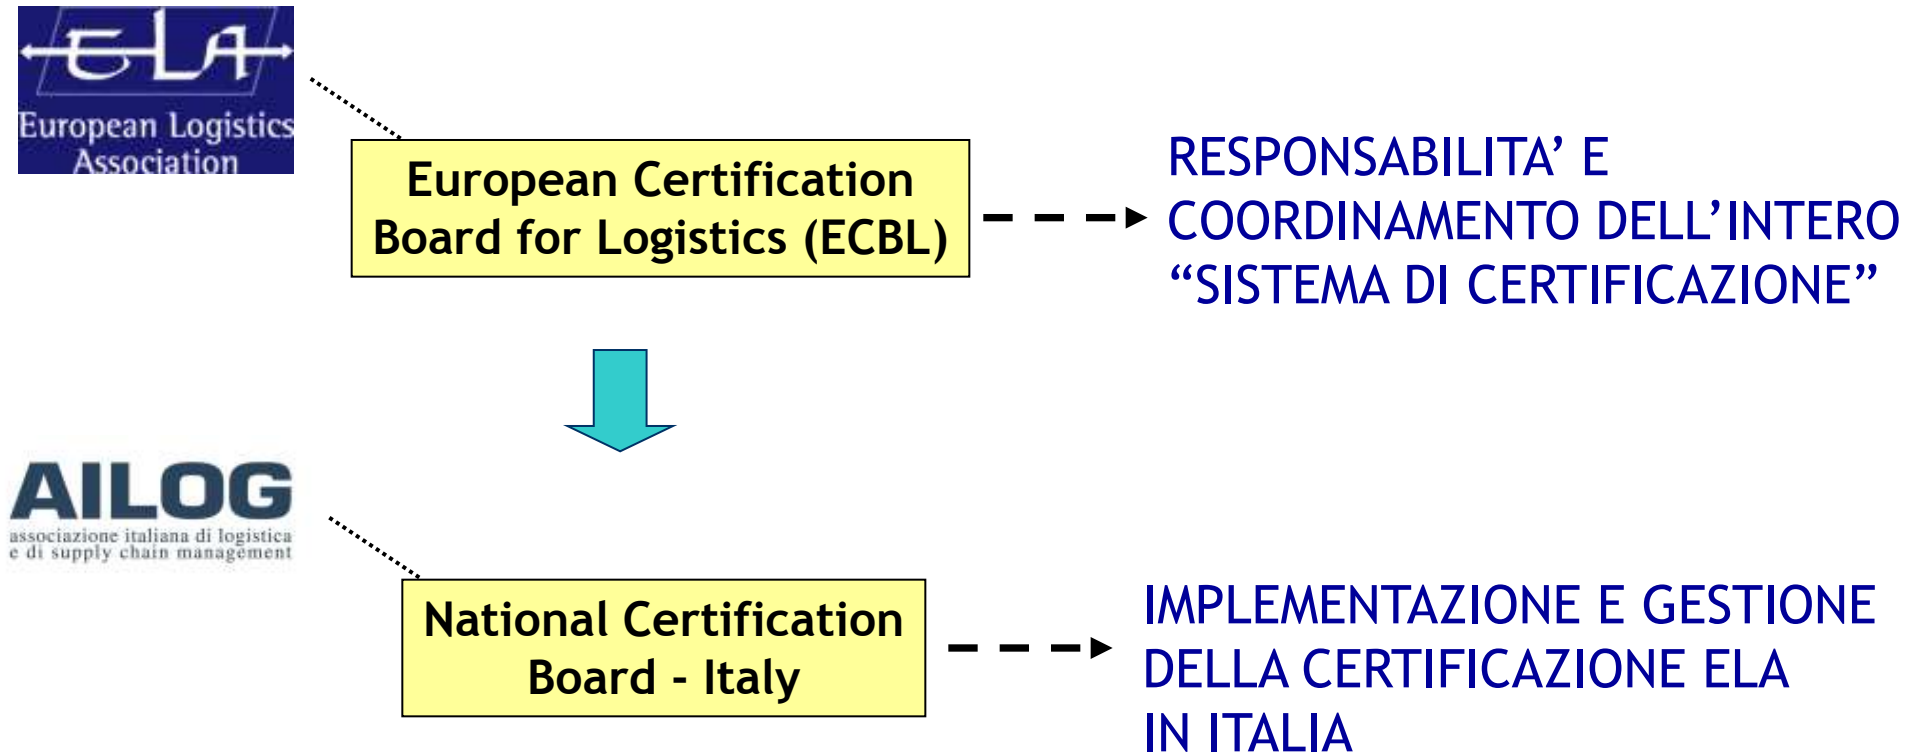 ELA
European Logistics
Association
European Certification
Board for Logistics (ECBL)
RESPONSABILITA’ E
COORDINAMENTO DELL’INTERO
“SISTEMA DI CERTIFICAZIONE”
AILOG
associazione italiana di logistica
e di supply chain management
National Certification
Board - Italy
IMPLEMENTAZIONE E GESTIONE
DELLA CERTIFICAZIONE ELA
IN ITALIA